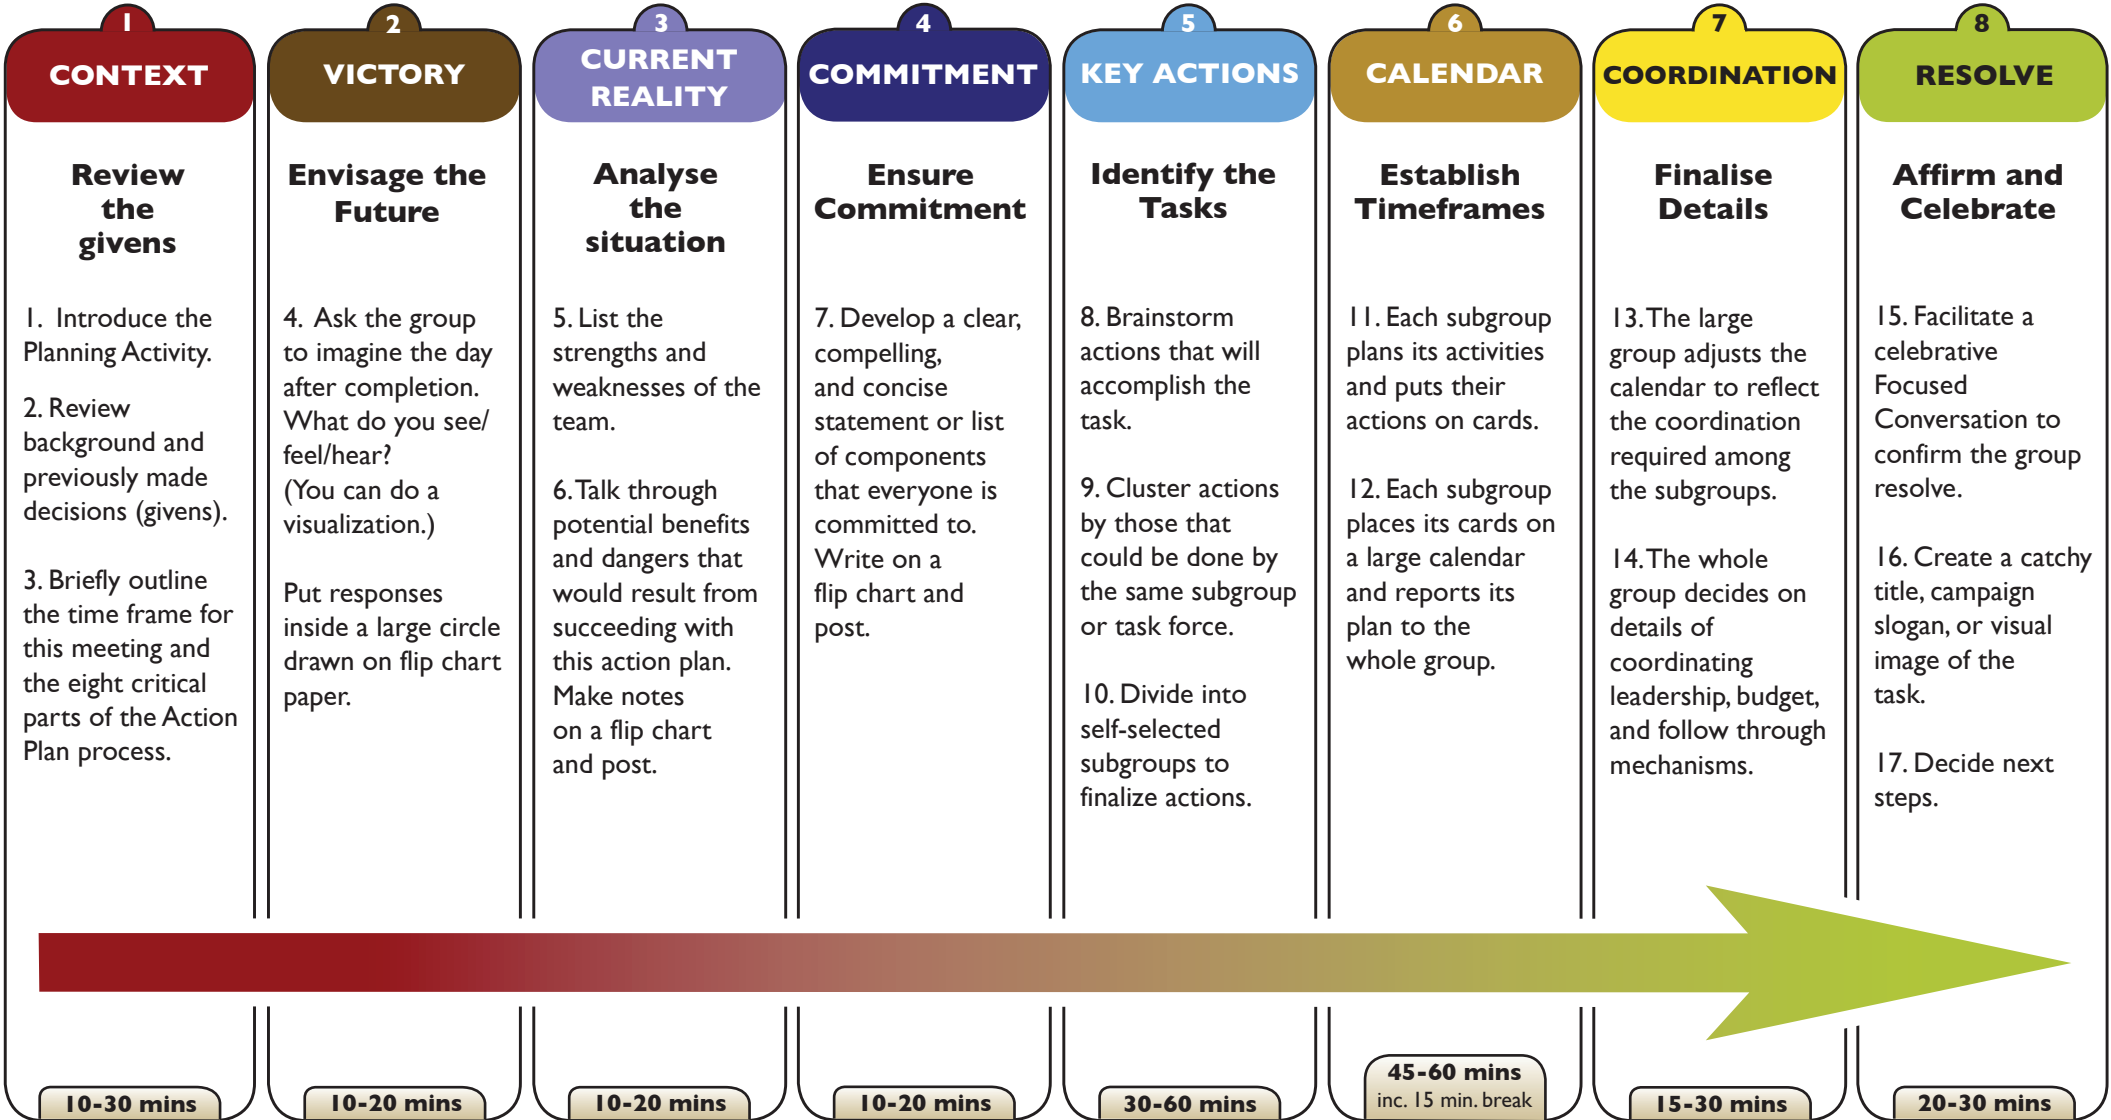 1
CONTEXT
Review
the
givens
1. Introduce the
Planning Activity.
2. Review
background and
previously made
decisions (givens).
3. Briefly outline
the time frame for
this meeting and
the eight critical
parts of the Action
Plan process.
10-30 mins
2
VICTORY
Envisage the
Future
4. Ask the group
to imagine the day
after completion.
What do you see/
feel/hear?
(You can do a
visualization.)
Put responses
inside a large circle
drawn on flip chart
paper.
10-20 mins
3
CURRENT
REALITY
Analyse
the
situation
5. List the
strengths and
weaknesses of the
team.
6. Talk through
potential benefits
and dangers that
would result from
succeeding with
this action plan.
Make notes
on a flip chart
and post.
10-20 mins
4
COMMITMENT
Ensure
Commitment
7. Develop a clear,
compelling,
and concise
statement or list
of components
that everyone is
committed to.
Write on a
flip chart and
post.
10-20 mins
5
KEY ACTIONS
Identify the
Tasks
8. Brainstorm
actions that will
accomplish the
task.
9. Cluster actions
by those that
could be done by
the same subgroup
or task force.
10. Divide into
self-selected
subgroups to
finalize actions.
30-60 mins
6
CALENDAR
Establish
Timeframes
11. Each subgroup
plans its activities
and puts their
actions on cards.
12. Each subgroup
places its cards on
a large calendar
and reports its
plan to the
whole group.
45-60 mins
inc. 15 min. break
7
COORDINATION
Finalise
Details
13. The large
group adjusts the
calendar to reflect
the coordination
required among
the subgroups.
14. The whole
group decides on
details of
coordinating
leadership, budget,
and follow through
mechanisms.
15-30 mins
8
RESOLVE
Affirm and
Celebrate
15. Facilitate a
celebrative
Focused
Conversation to
confirm the group
resolve.
16. Create a catchy
title, campaign
slogan, or visual
image of the
task.
17. Decide next
steps.
20-30 mins